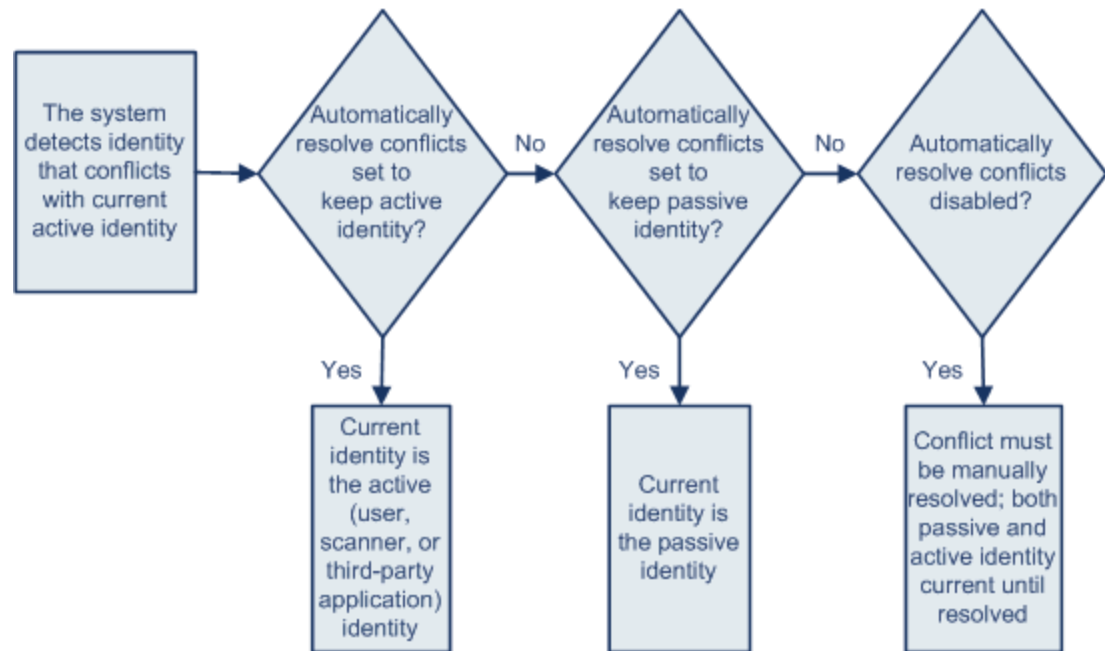 The system
detects identity
that conflicts
with current
active identity
Automatically
resolve conflicts
set to
keep active
identity?
No
Automatically
resolve conflicts
set to
keep passive
identity?
No
Automatically
resolve conflicts
disabled?
Yes
Yes
Yes
Current
identity is
the active
(user,
scanner, or
third-party
application)
identity
Current
identity is
the passive
identity
Conflict must
be manually
resolved; both
passive and
active identity
current until
resolved